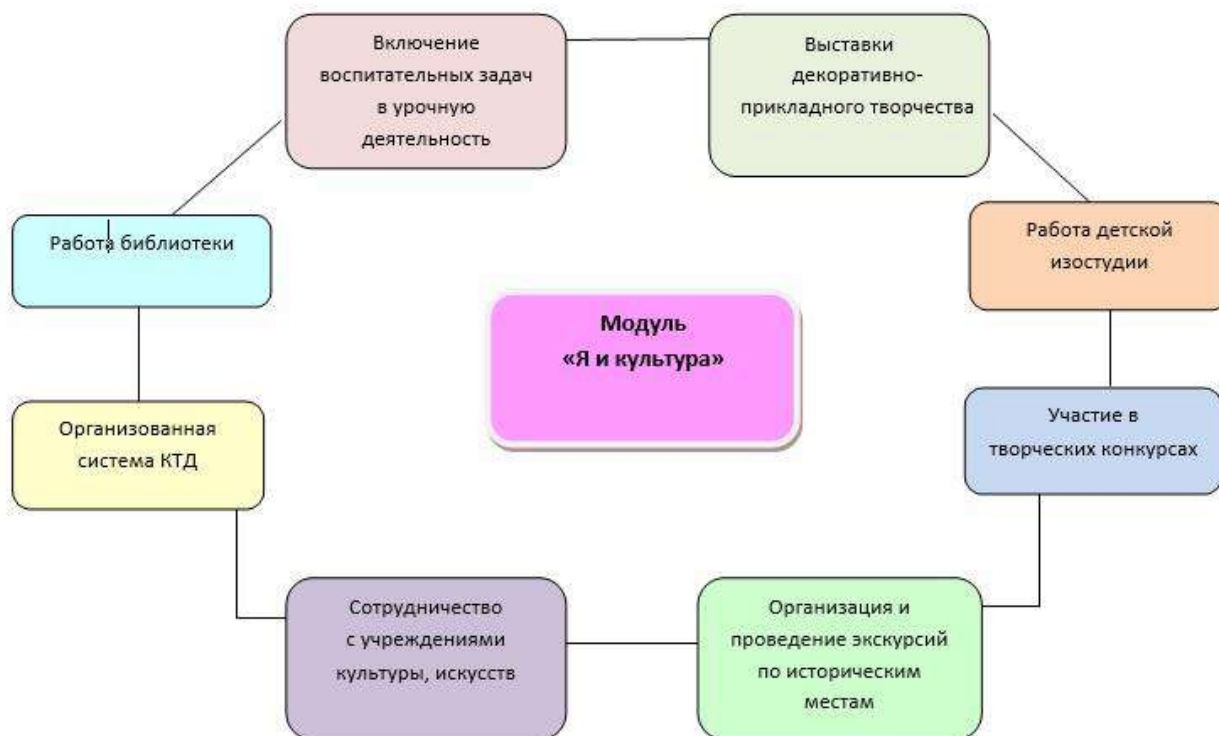 Включение
воспитательных задач
в урочную
деятельность
Выставки
декоративно-
прикладного творчества
Работа библиотеки
Работа детской
изостудии
Модуль
«Я и культура»
Организованная
система КТД
Участие в
творческих конкурсах
Сотрудничество
с учреждениями
культуры, искусств
Организация и
проведение экскурсий
по историческим
местам